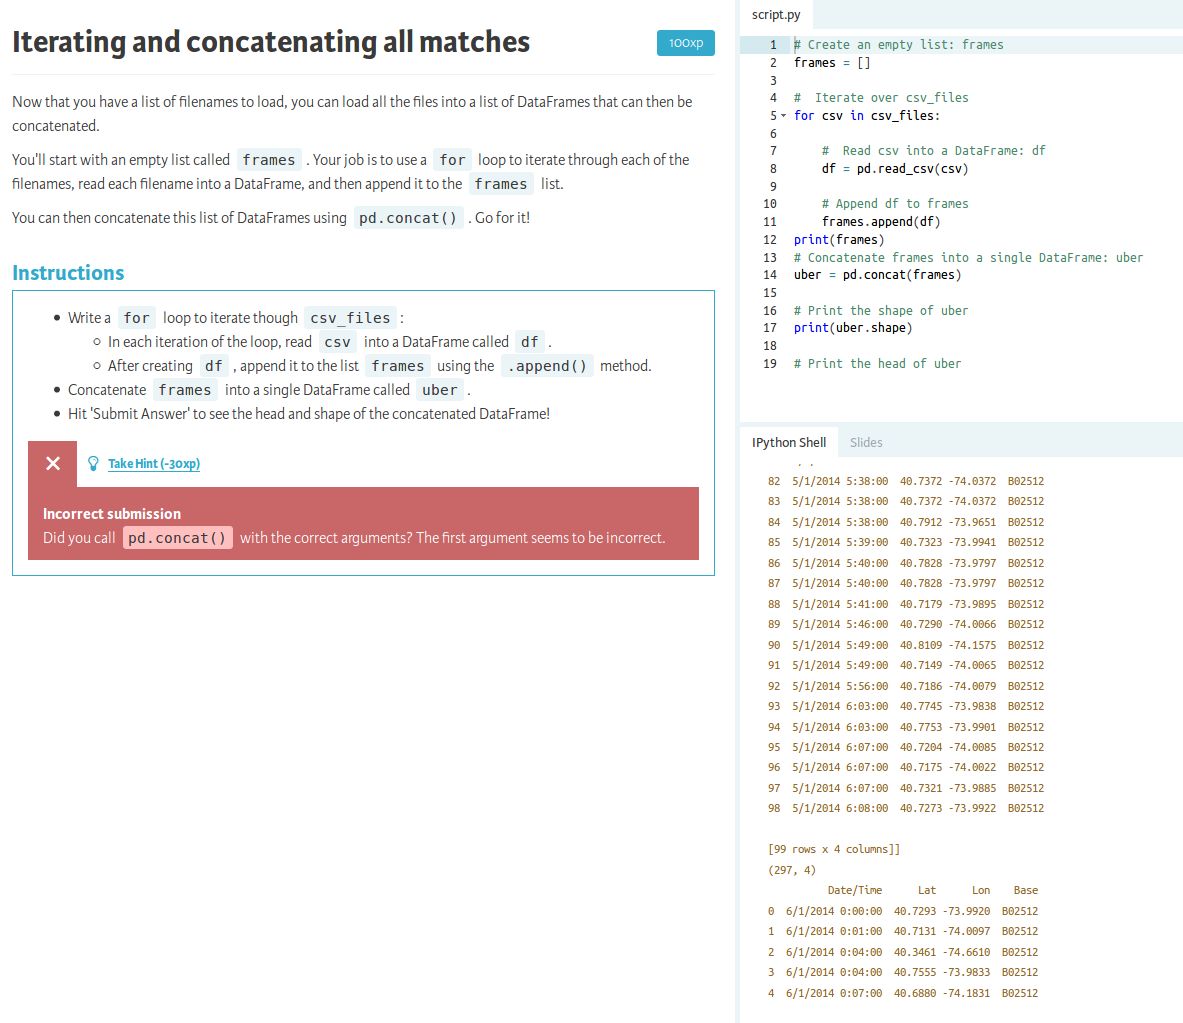 Iterating and concatenating all matches
100xp
Now that you have a list of filenames to load, you can load all the files into a list of DataFrames that can then be
concatenated.
You'll start with an empty list called frames . Your job is to use a for loop to iterate through each of the
filenames, read each filename into a DataFrame, and then append it to the frames list.
You can then concatenate this list of DataFrames using pd.concat() . Go for it!
Instructions
• Write a for loop to iterate though csv_files :
○ In each iteration of the loop, read csv into a DataFrame called df .
○ After creating df , append it to the list frames using the .append() method.
• Concatenate frames into a single DataFrame called uber .
• Hit 'Submit Answer' to see the head and shape of the concatenated DataFrame!
Take Hint (-30xp)
Incorrect submission
Did you call pd.concat() with the correct arguments? The first argument seems to be incorrect.
script.py
1 # Create an empty list: frames
2 frames = []
3
4 #  Iterate over csv_files
5 for csv in csv_files:
6
7     #  Read csv into a DataFrame: df
8     df = pd.read_csv(csv)
9
10     # Append df to frames
11     frames.append(df)
12 print(frames)
13 # Concatenate frames into a single DataFrame: uber
14 uber = pd.concat(frames)
15
16 # Print the shape of uber
17 print(uber.shape)
18
19 # Print the head of uber
IPython Shell Slides
82 5/1/2014 5:38:00 40.7372 -74.0372 B02512
83 5/1/2014 5:38:00 40.7372 -74.0372 B02512
84 5/1/2014 5:38:00 40.7912 -73.9651 B02512
85 5/1/2014 5:39:00 40.7323 -73.9941 B02512
86 5/1/2014 5:40:00 40.7828 -73.9797 B02512
87 5/1/2014 5:40:00 40.7828 -73.9797 B02512
88 5/1/2014 5:41:00 40.7179 -73.9895 B02512
89 5/1/2014 5:46:00 40.7290 -74.0066 B02512
90 5/1/2014 5:49:00 40.8109 -74.1575 B02512
91 5/1/2014 5:49:00 40.7149 -74.0065 B02512
92 5/1/2014 5:56:00 40.7186 -74.0079 B02512
93 5/1/2014 6:03:00 40.7745 -73.9838 B02512
94 5/1/2014 6:03:00 40.7753 -73.9901 B02512
95 5/1/2014 6:07:00 40.7204 -74.0085 B02512
96 5/1/2014 6:07:00 40.7175 -74.0022 B02512
97 5/1/2014 6:07:00 40.7321 -73.9885 B02512
98 5/1/2014 6:08:00 40.7273 -73.9922 B02512
[99 rows x 4 columns]]
(297, 4)
Date/Time Lat Lon Base
0 6/1/2014 0:00:00 40.7293 -73.9920 B02512
1 6/1/2014 0:01:00 40.7131 -74.0097 B02512
2 6/1/2014 0:04:00 40.3461 -74.6610 B02512
3 6/1/2014 0:04:00 40.7555 -73.9833 B02512
4 6/1/2014 0:07:00 40.6880 -74.1831 B02512